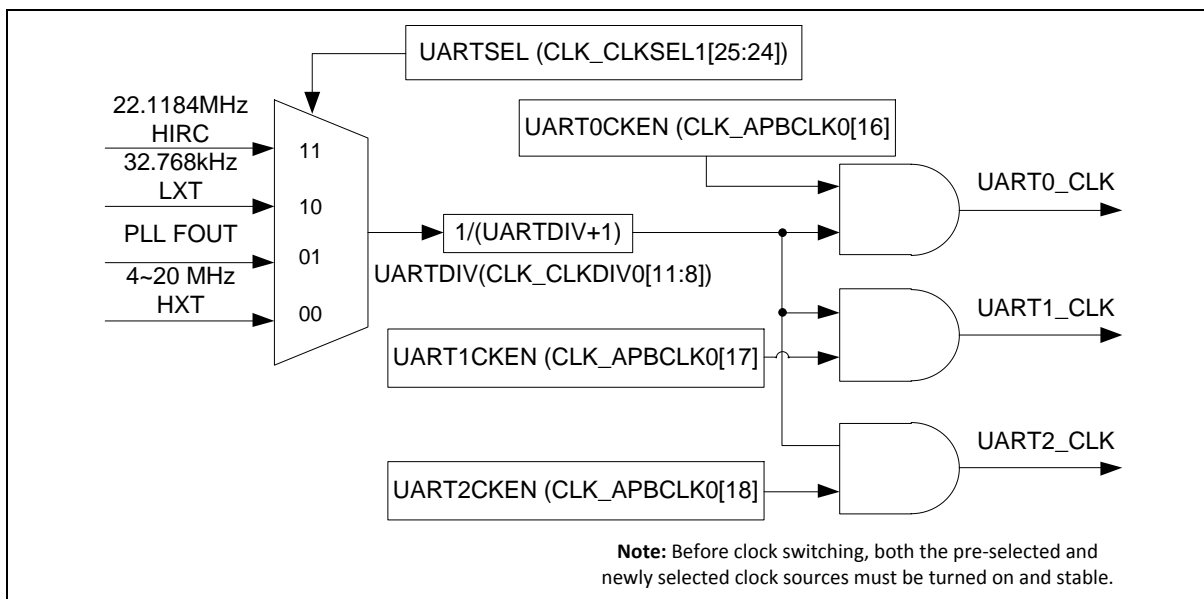 UARTSEL (CLK_CLKSEL1[25:24])
22.1184MHz
HIRC
32.768kHz
LXT
PLL FOUT
4~20 MHz
HXT
11
10
01
00
1/(UARTDIV+1)
UARTDIV(CLK_CLKDIV0[11:8])
UART0CKEN (CLK_APBCLK0[16]
UART0_CLK
UART1CKEN (CLK_APBCLK0[17]
UART1_CLK
UART2CKEN (CLK_APBCLK0[18]
UART2_CLK
Note: Before clock switching, both the pre-selected and
newly selected clock sources must be turned on and stable.